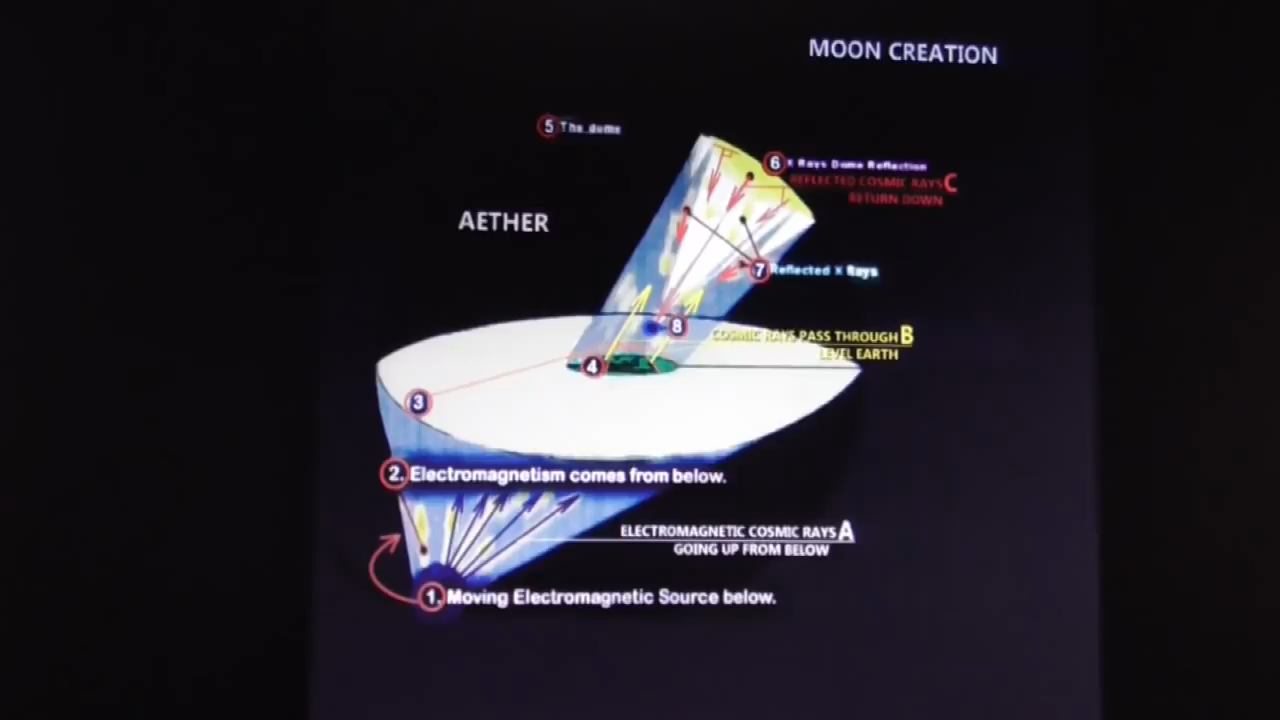 MOON CREATION
5 The dome
6 X Rays Dome Reflection
REFLECTED COSMIC RAYS C
RETURN DOWN
AETHER
7 Reflected X Rays
8
COSMIC RAYS PASS THROUGH B
LEVEL EARTH
4
3
2. Electromagnetism comes from below.
ELECTROMAGNETIC COSMIC RAYS A
GOING UP FROM BELOW
1. Moving Electromagnetic Source below.